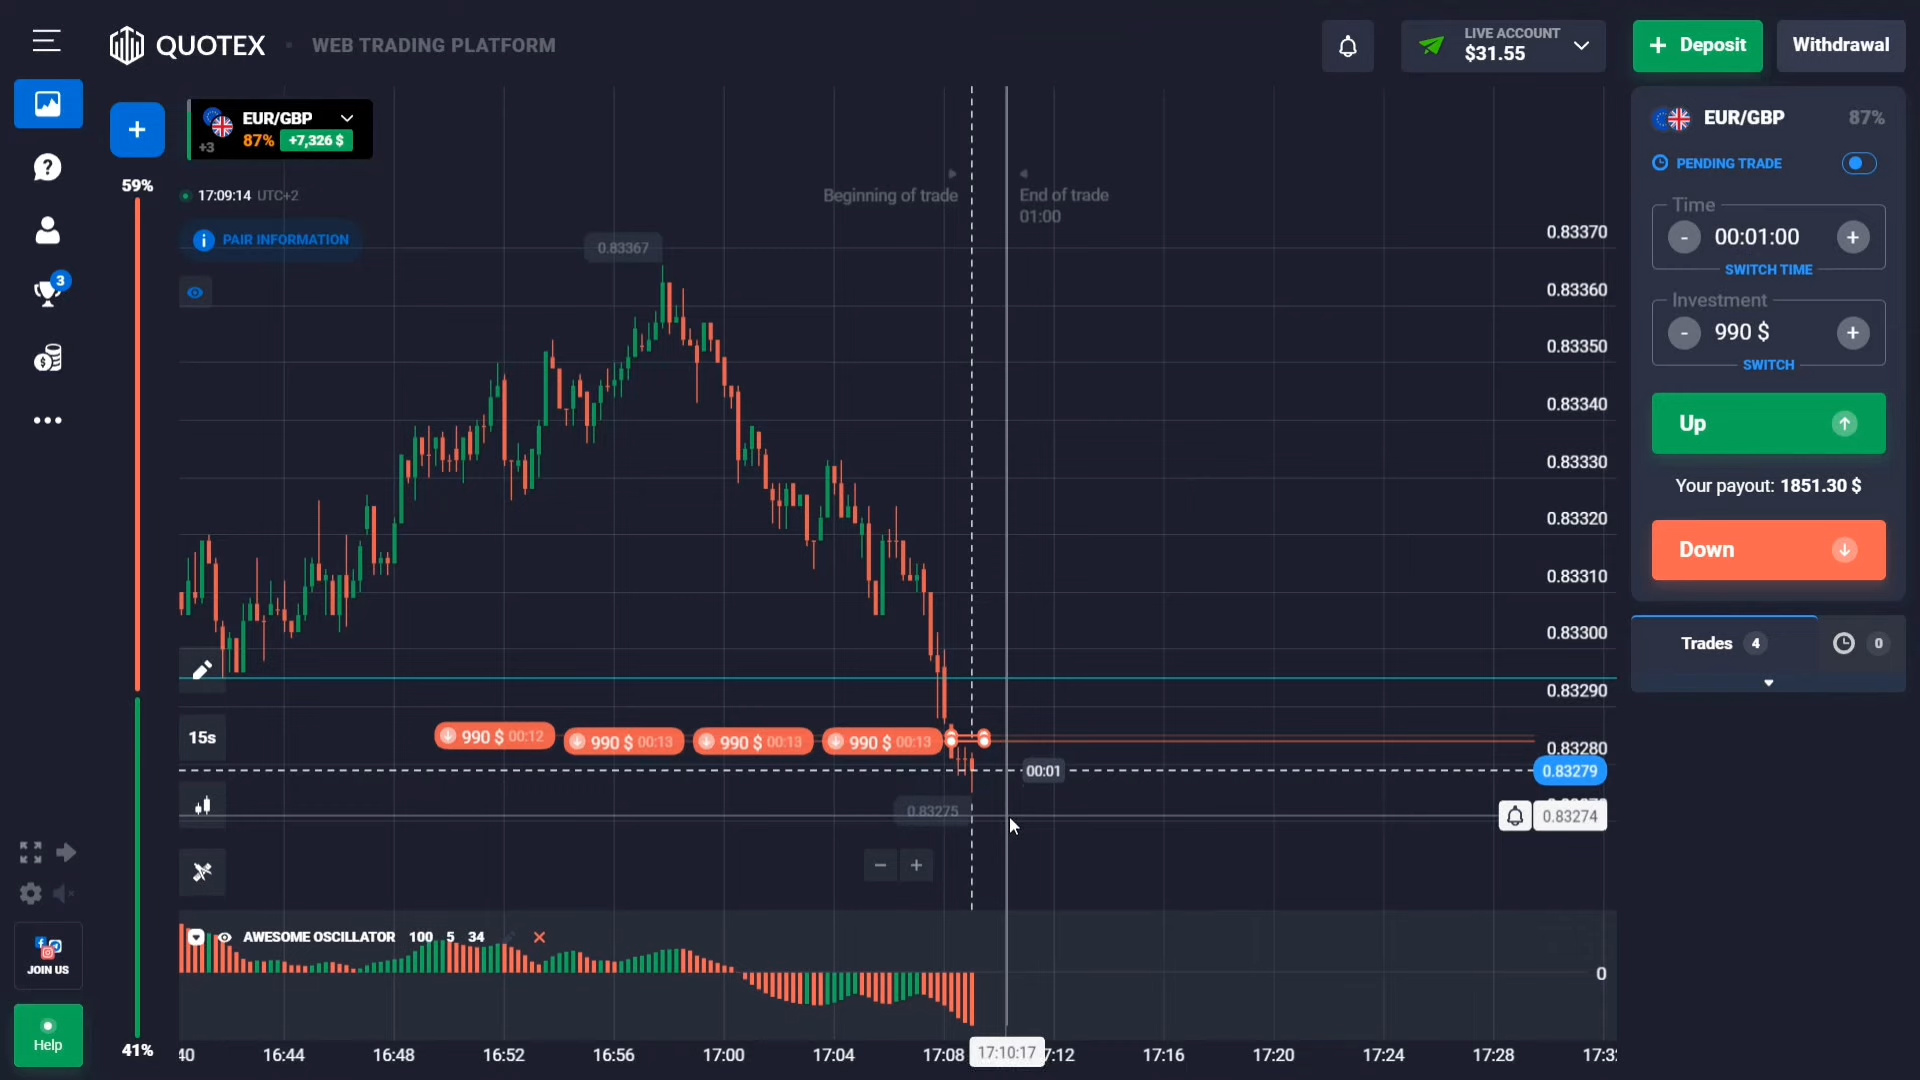 QUOTEX
WEB TRADING PLATFORM
LIVE ACCOUNT
$31.55
+ Deposit
Withdrawal
+
EUR/GBP
+3
87%
+7,326 $
59%
17:09:14 UTC+2
PAIR INFORMATION
Beginning of trade
End of trade
01:00
0.83367
0.83370
0.83360
0.83350
0.83340
0.83330
0.83320
0.83310
0.83300
0.83290
0.83280
0.83279
0.83274
3
15s
990 $ 00:12
990 $ 00:13
990 $ 00:13
990 $ 00:13
00:01
0.83275
- +
AWESOME OSCILLATOR 100 5 34
0
JOIN US
Help
41%
:40
16:44
16:48
16:52
16:56
17:00
17:04
17:08
17:10:17
7:12
17:16
17:20
17:24
17:28
17:3
EUR/GBP
87%
PENDING TRADE
Time
- 00:01:00 +
SWITCH TIME
Investment
- 990 $ +
SWITCH
Up
Your payout: 1851.30 $
Down
Trades 4
0